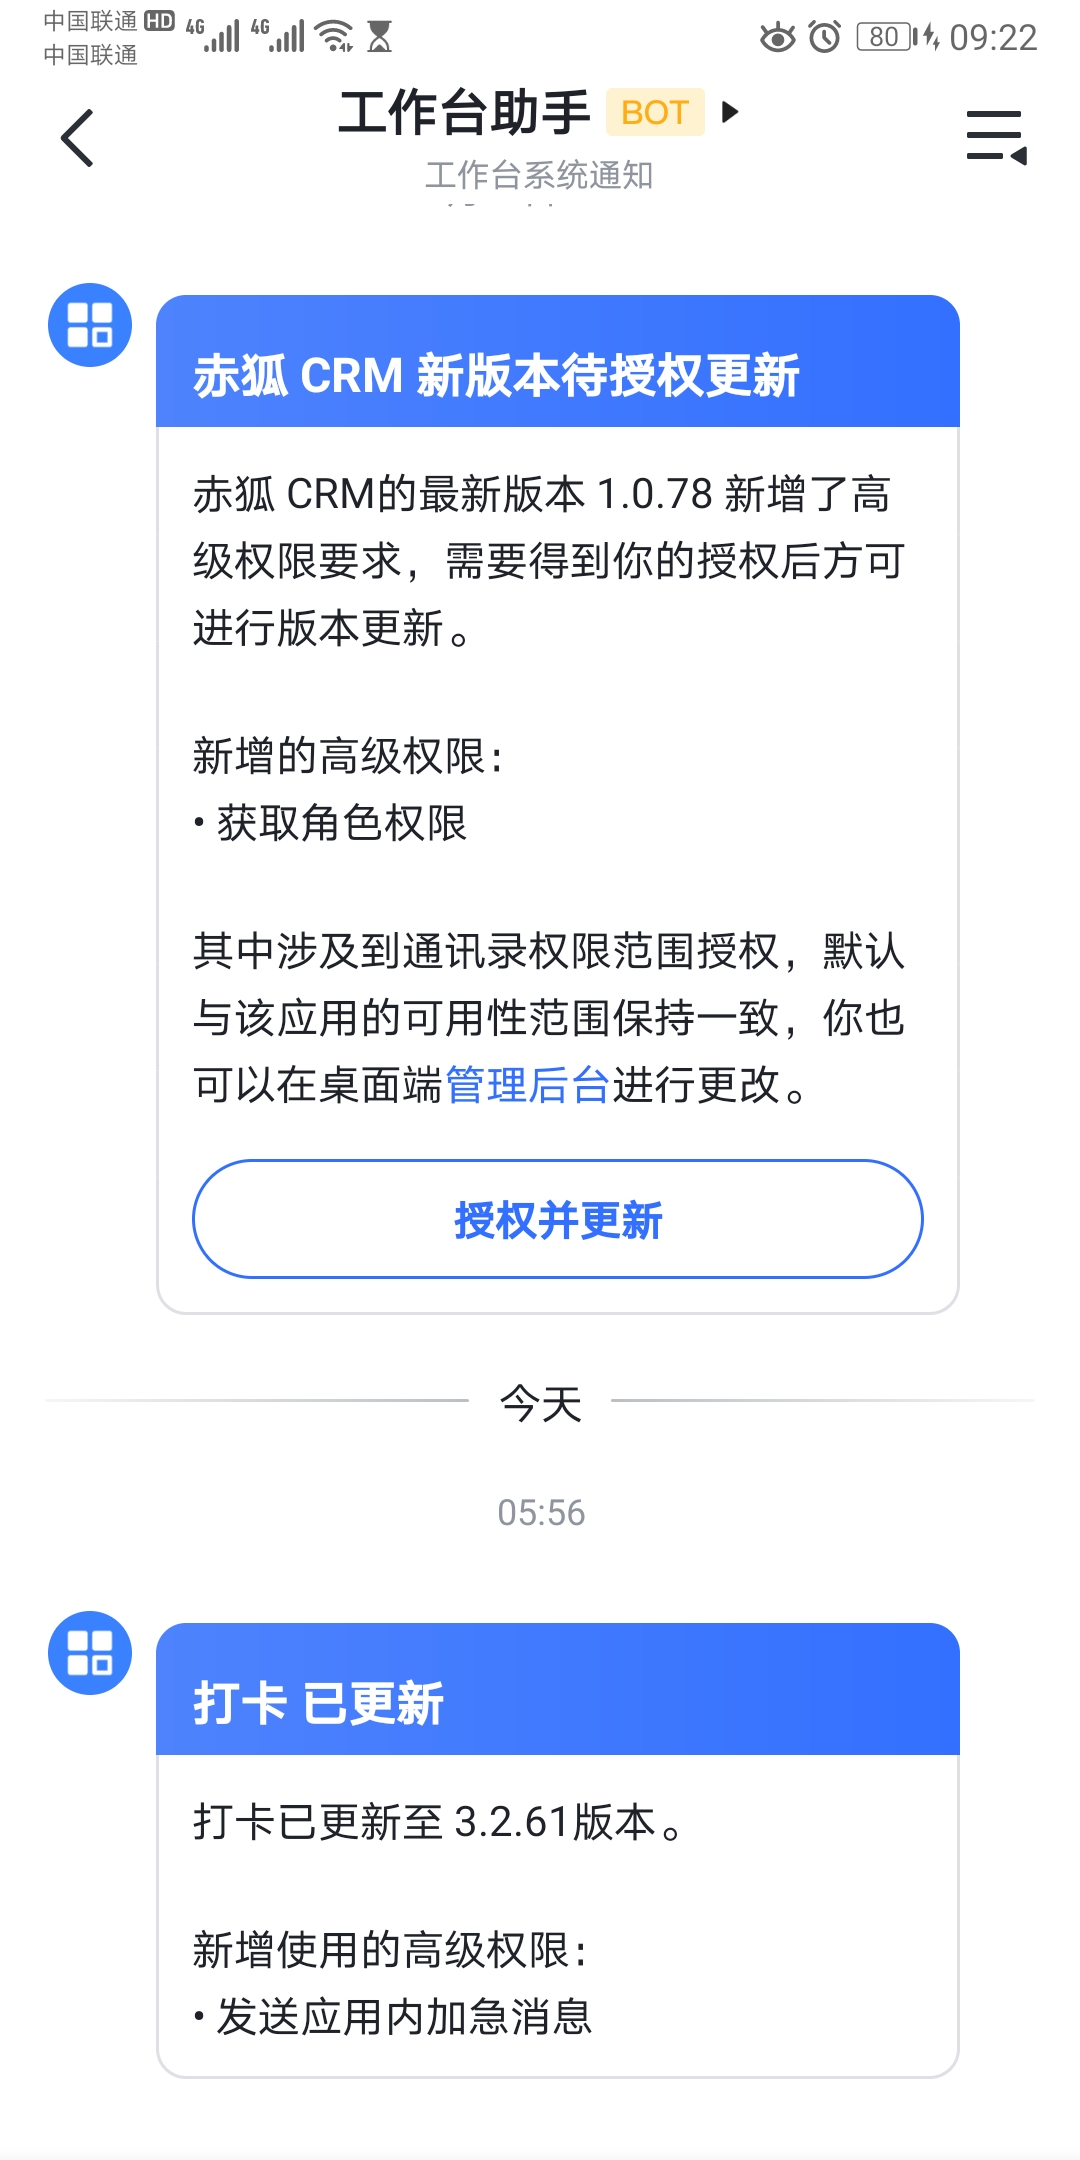 中国联通 HD 4G 4G 80 09:22
中国联通
工作台助手 BOT
工作台系统通知
赤狐 CRM 新版本待授权更新
赤狐 CRM的最新版本 1.0.78 新增了高
级权限要求，需要得到你的授权后方可
进行版本更新。
新增的高级权限：
• 获取角色权限
其中涉及到通讯录权限范围授权，默认
与该应用的可用性范围保持一致，你也
可以在桌面端管理后台进行更改。
授权并更新
今天
05:56
打卡 已更新
打卡已更新至 3.2.61版本。
新增使用的高级权限：
• 发送应用内加急消息